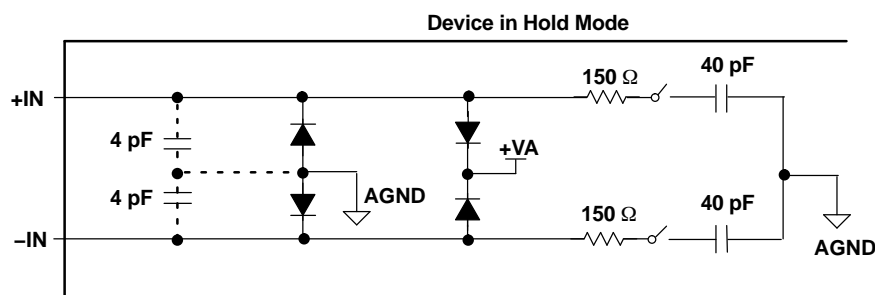 Device in Hold Mode
40 pF
150 Ω
+IN
4 pF
+VA
4 pF
AGND
40 pF
150 Ω
–IN
AGND